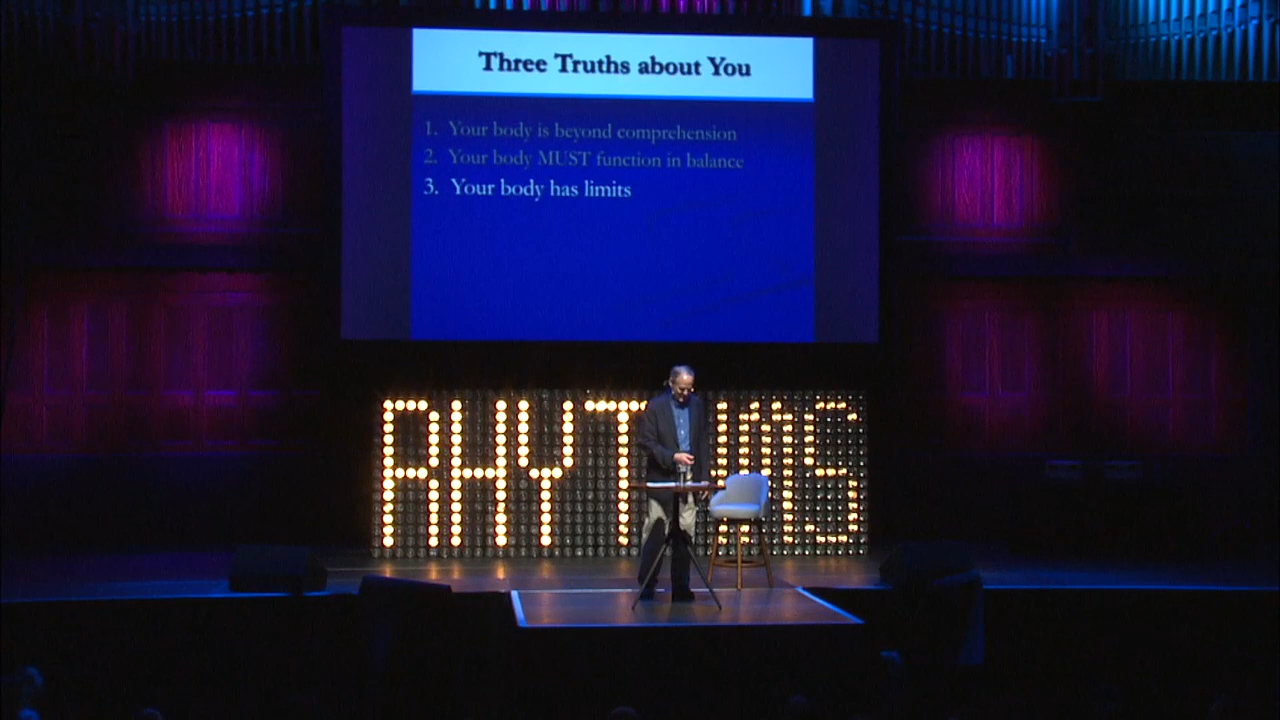 Three Truths about You
1. Your body is beyond comprehension
2. Your body MUST function in balance
3. Your body has limits
RHYTHMS